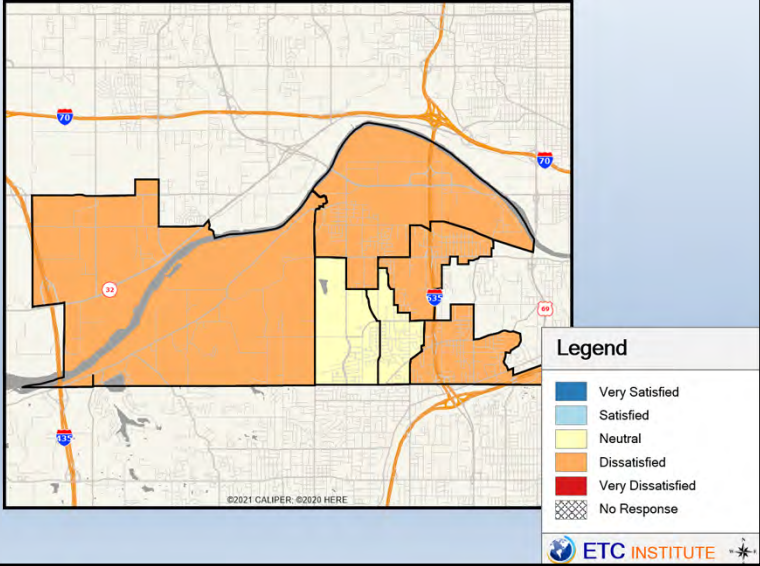 70
70
32
635
69
435
©2021 CALIPER; ©2020 HERE
Legend
Very Satisfied
Satisfied
Neutral
Dissatisfied
Very Dissatisfied
No Response
ETC INSTITUTE